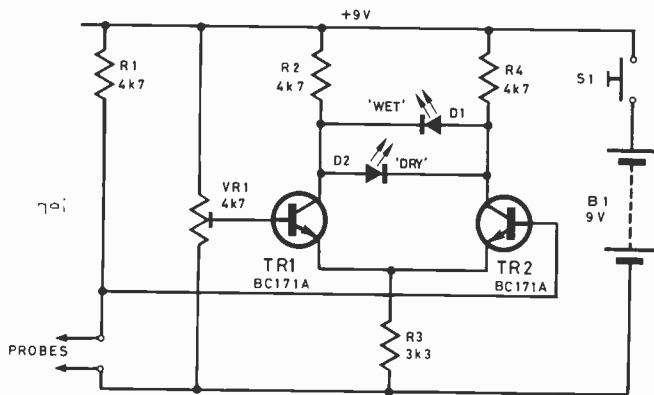 +9V
R1
4k7
R2
4k7
R4
4k7
S1
'WET'
D1
D2
'DRY'
VR1
4k7
B1
9V
TR1
BC171A
TR2
BC171A
R3
3k3
PROBES